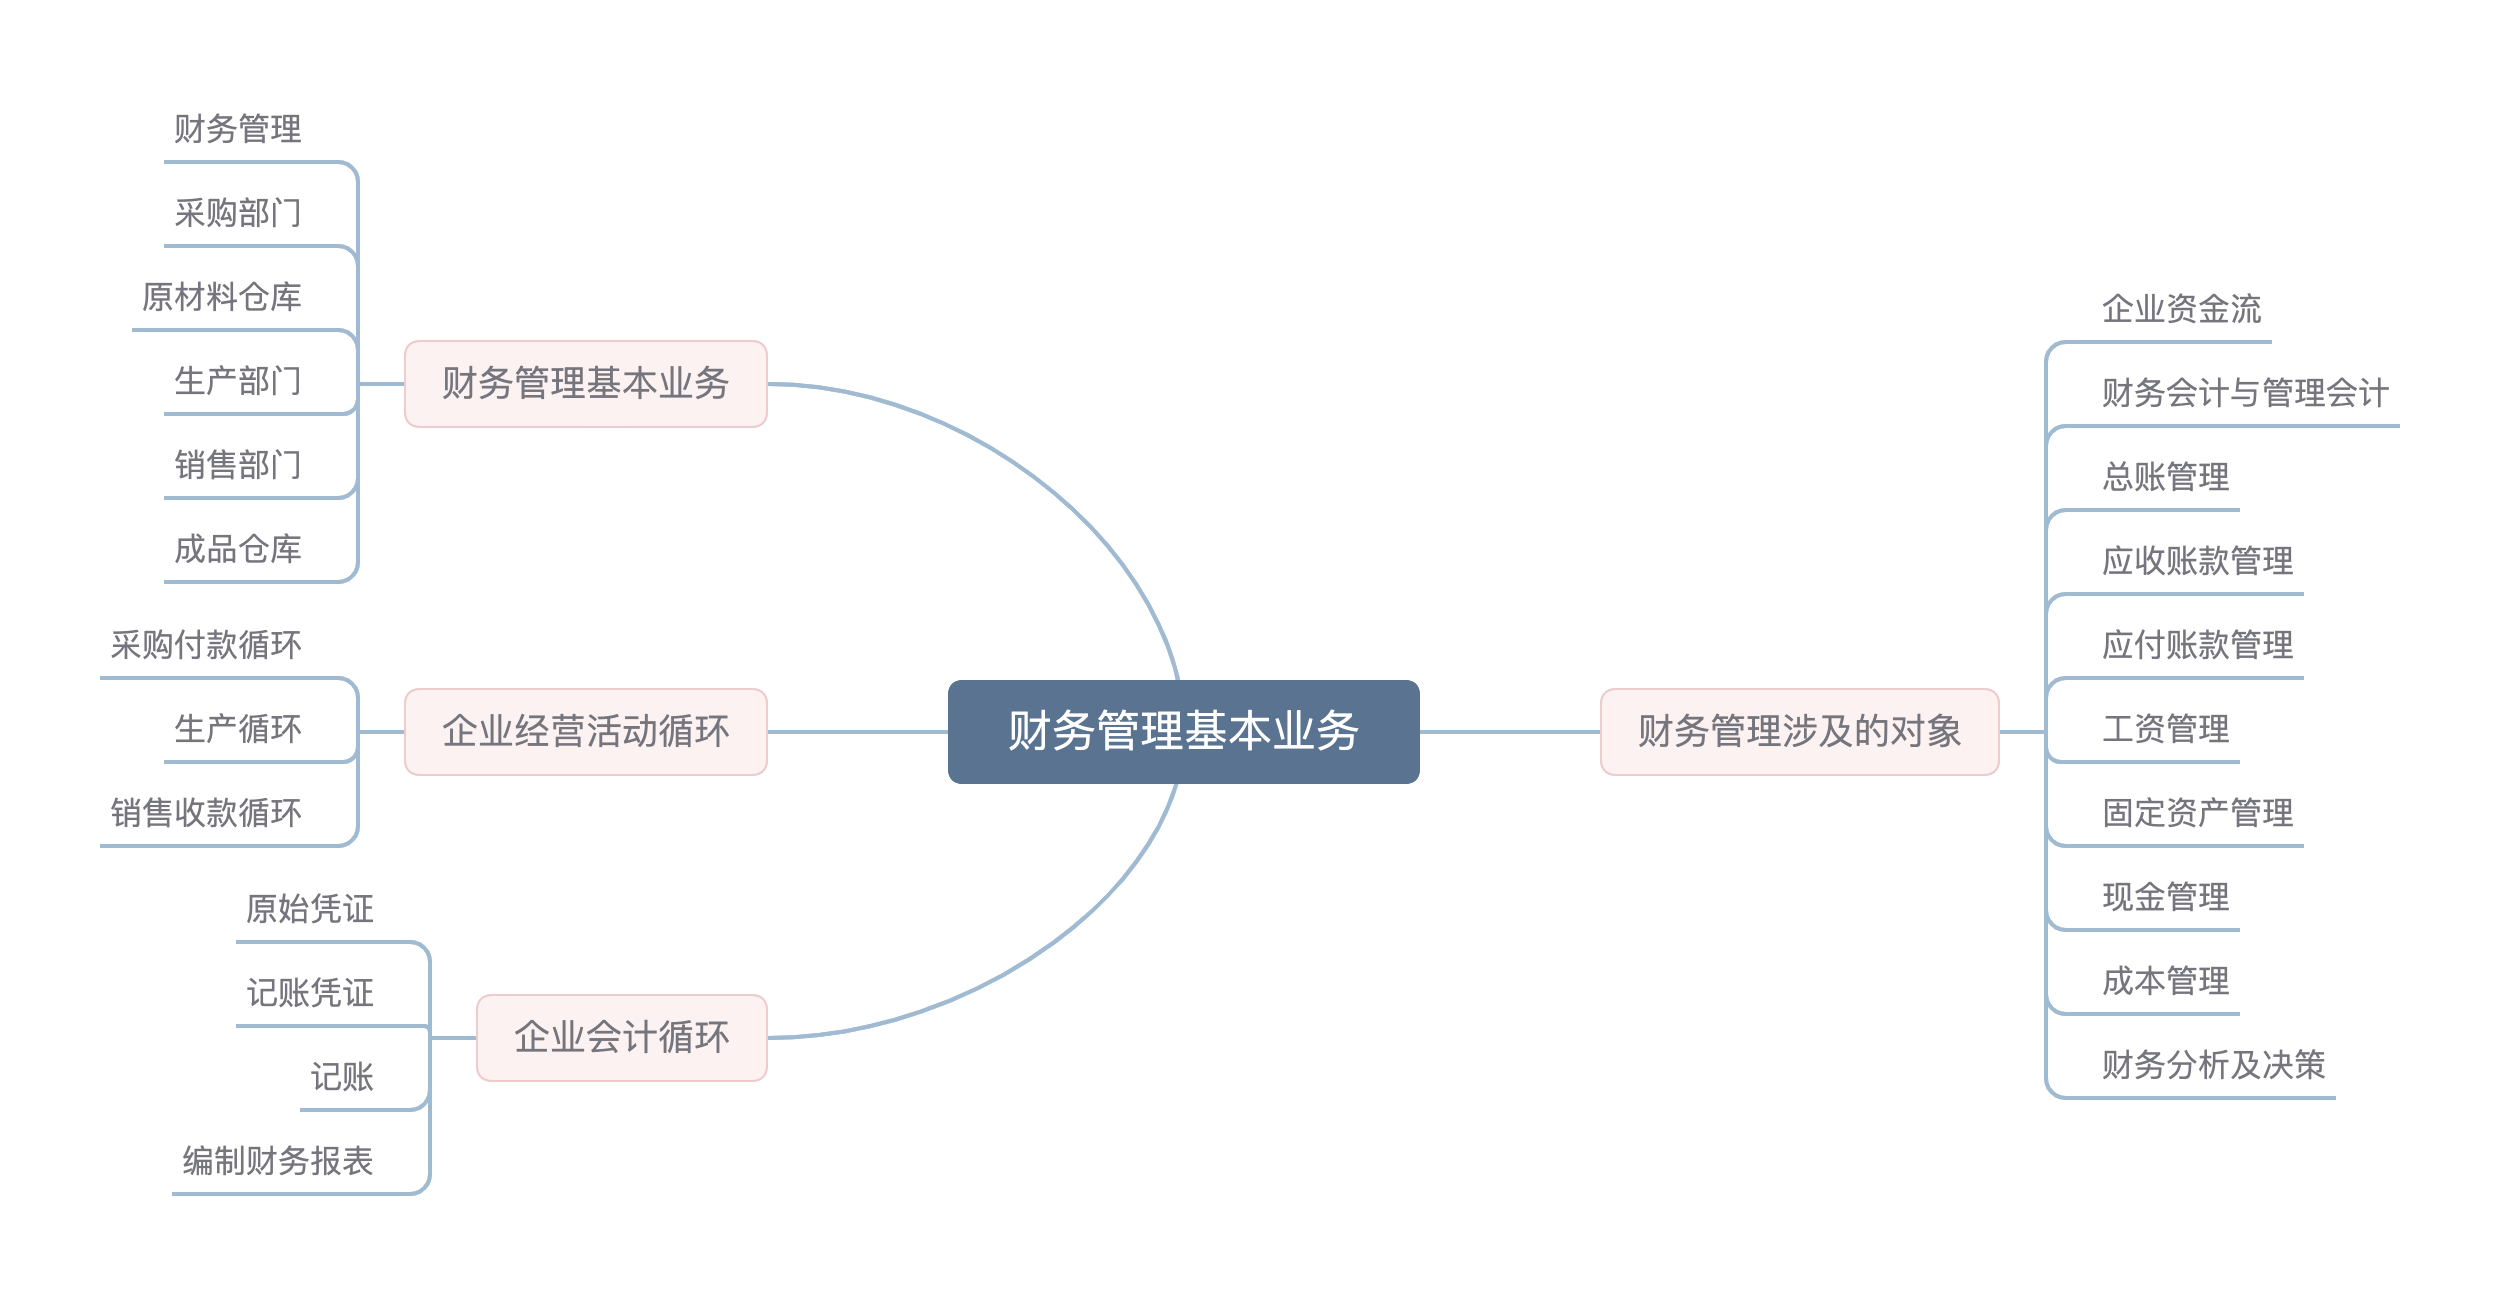 财务管理基本业务
财务管理基本业务
财务管理
采购部门
原材料仓库
生产部门
销售部门
成品仓库
企业经营活动循环
采购付款循环
生产循环
销售收款循环
企业会计循环
原始凭证
记账凭证
记账
编制财务报表
财务管理涉及的对象
企业资金流
财务会计与管理会计
总账管理
应收账款管理
应付账款管理
工资管理
固定资产管理
现金管理
成本管理
财务分析及决策